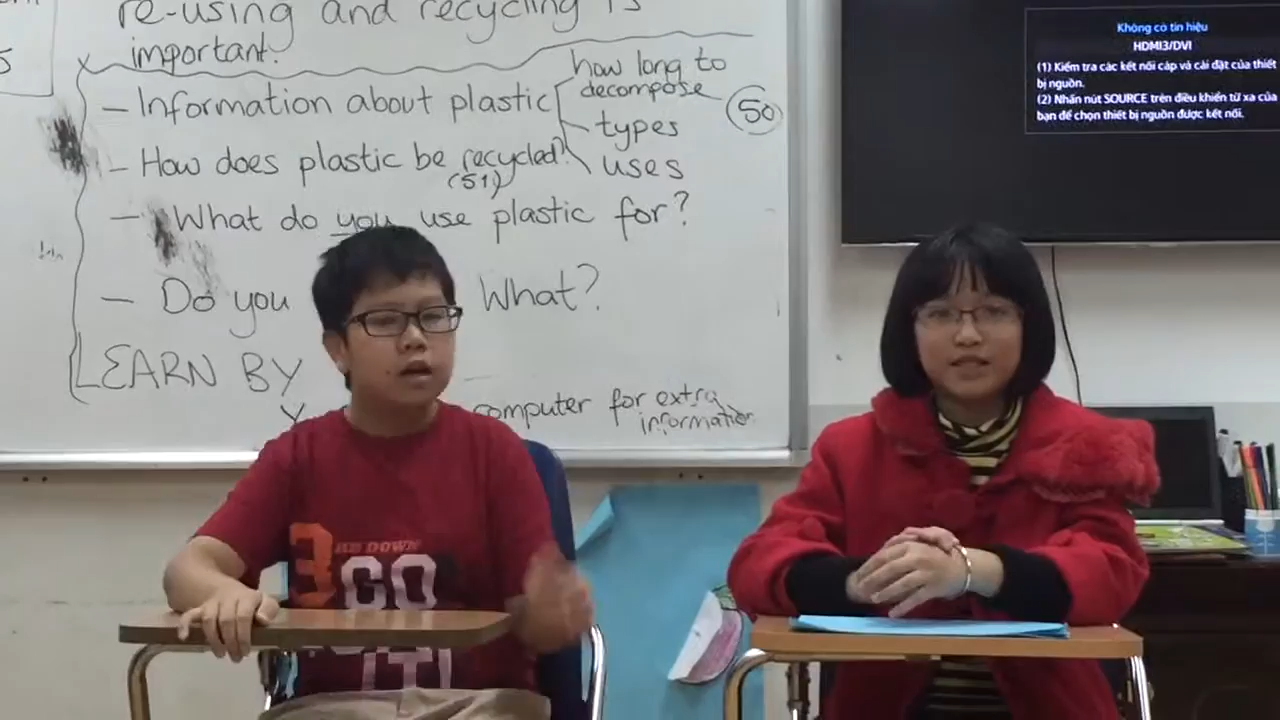 re-using and recycling is
important.
- Information about plastic
how long to
decompose
types
uses
50
- How does plastic be recycled?
(51)
- What do you use plastic for?
- Do you
What?
LEARN BY
computer for extra
information
5
Không có tín hiệu
HDMI3/DVI
(1) Kiểm tra các kết nối cáp và cài đặt của thiết
bị nguồn.
(2) Nhấn nút SOURCE trên điều khiển từ xa của
bạn để chọn thiết bị nguồn được kết nối.
3
DOWN
GO